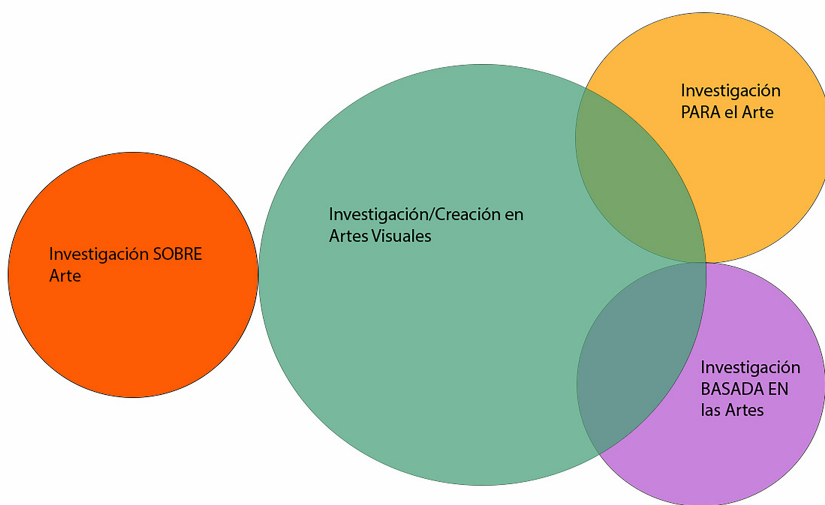 Investigación SOBRE
Arte
Investigación/Creación en
Artes Visuales
Investigación
PARA el Arte
Investigación
BASADA EN
las Artes